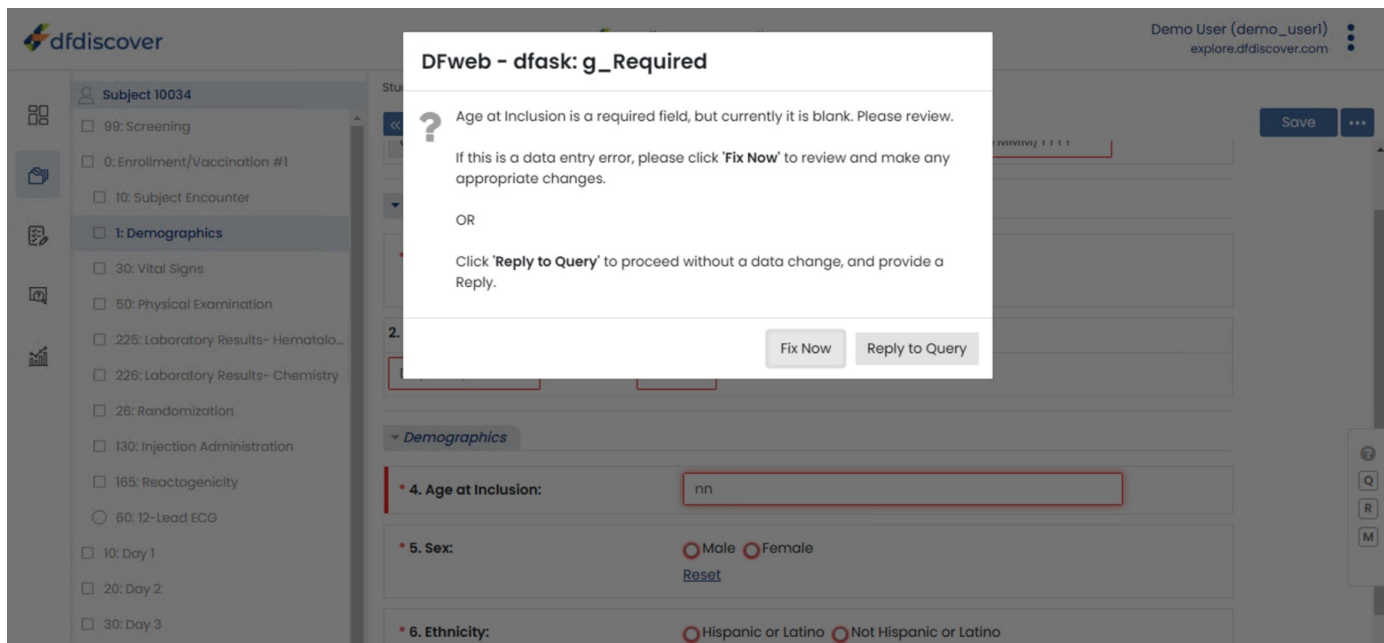 dfdiscover
Demo User (demo_user1)
explore.dfdiscover.com
DFweb - dfask: g_Required
Age at Inclusion is a required field, but currently it is blank. Please review.
If this is a data entry error, please click 'Fix Now' to review and make any
appropriate changes.
OR
Click 'Reply to Query' to proceed without a data change, and provide a
Reply.
Fix Now
Reply to Query
Subject 10034
99: Screening
0: Enrollment/Vaccination #1
10: Subject Encounter
1: Demographics
30: Vital Signs
50: Physical Examination
225: Laboratory Results- Hematolo...
226: Laboratory Results- Chemistry
26: Randomization
130: Injection Administration
165: Reactogenicity
60: 12-Lead ECG
10: Day 1
20: Day 2
30: Day 3
«
Save
...
2.
Demographics
* 4. Age at Inclusion:
nn
* 5. Sex:
Male Female
Reset
* 6. Ethnicity:
Hispanic or Latino Not Hispanic or Latino
?
Q
R
M